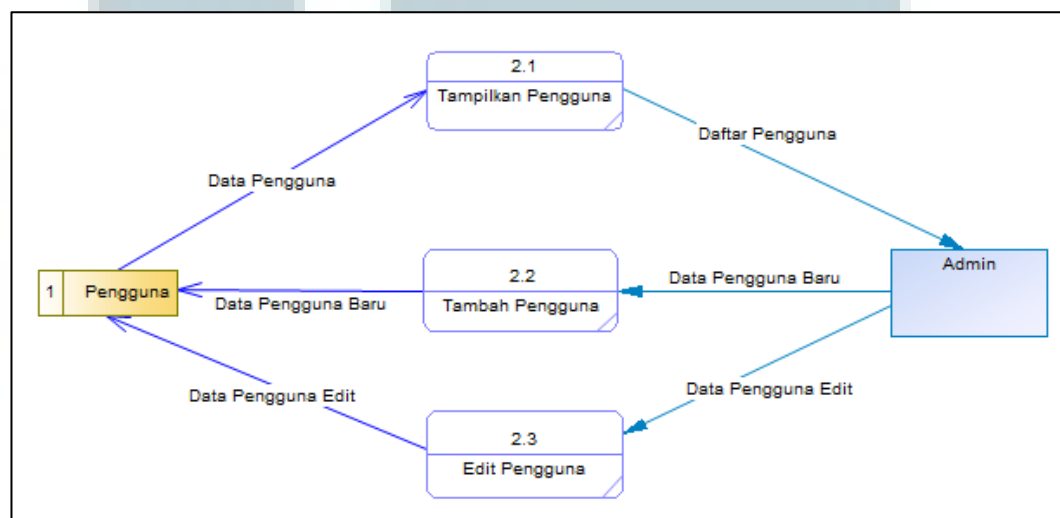 2.1
Tampilkan Pengguna
Daftar Pengguna
Data Pengguna
Admin
1 Pengguna
2.2
Tambah Pengguna
Data Pengguna Baru
Data Pengguna Baru
Data Pengguna Edit
Data Pengguna Edit
2.3
Edit Pengguna